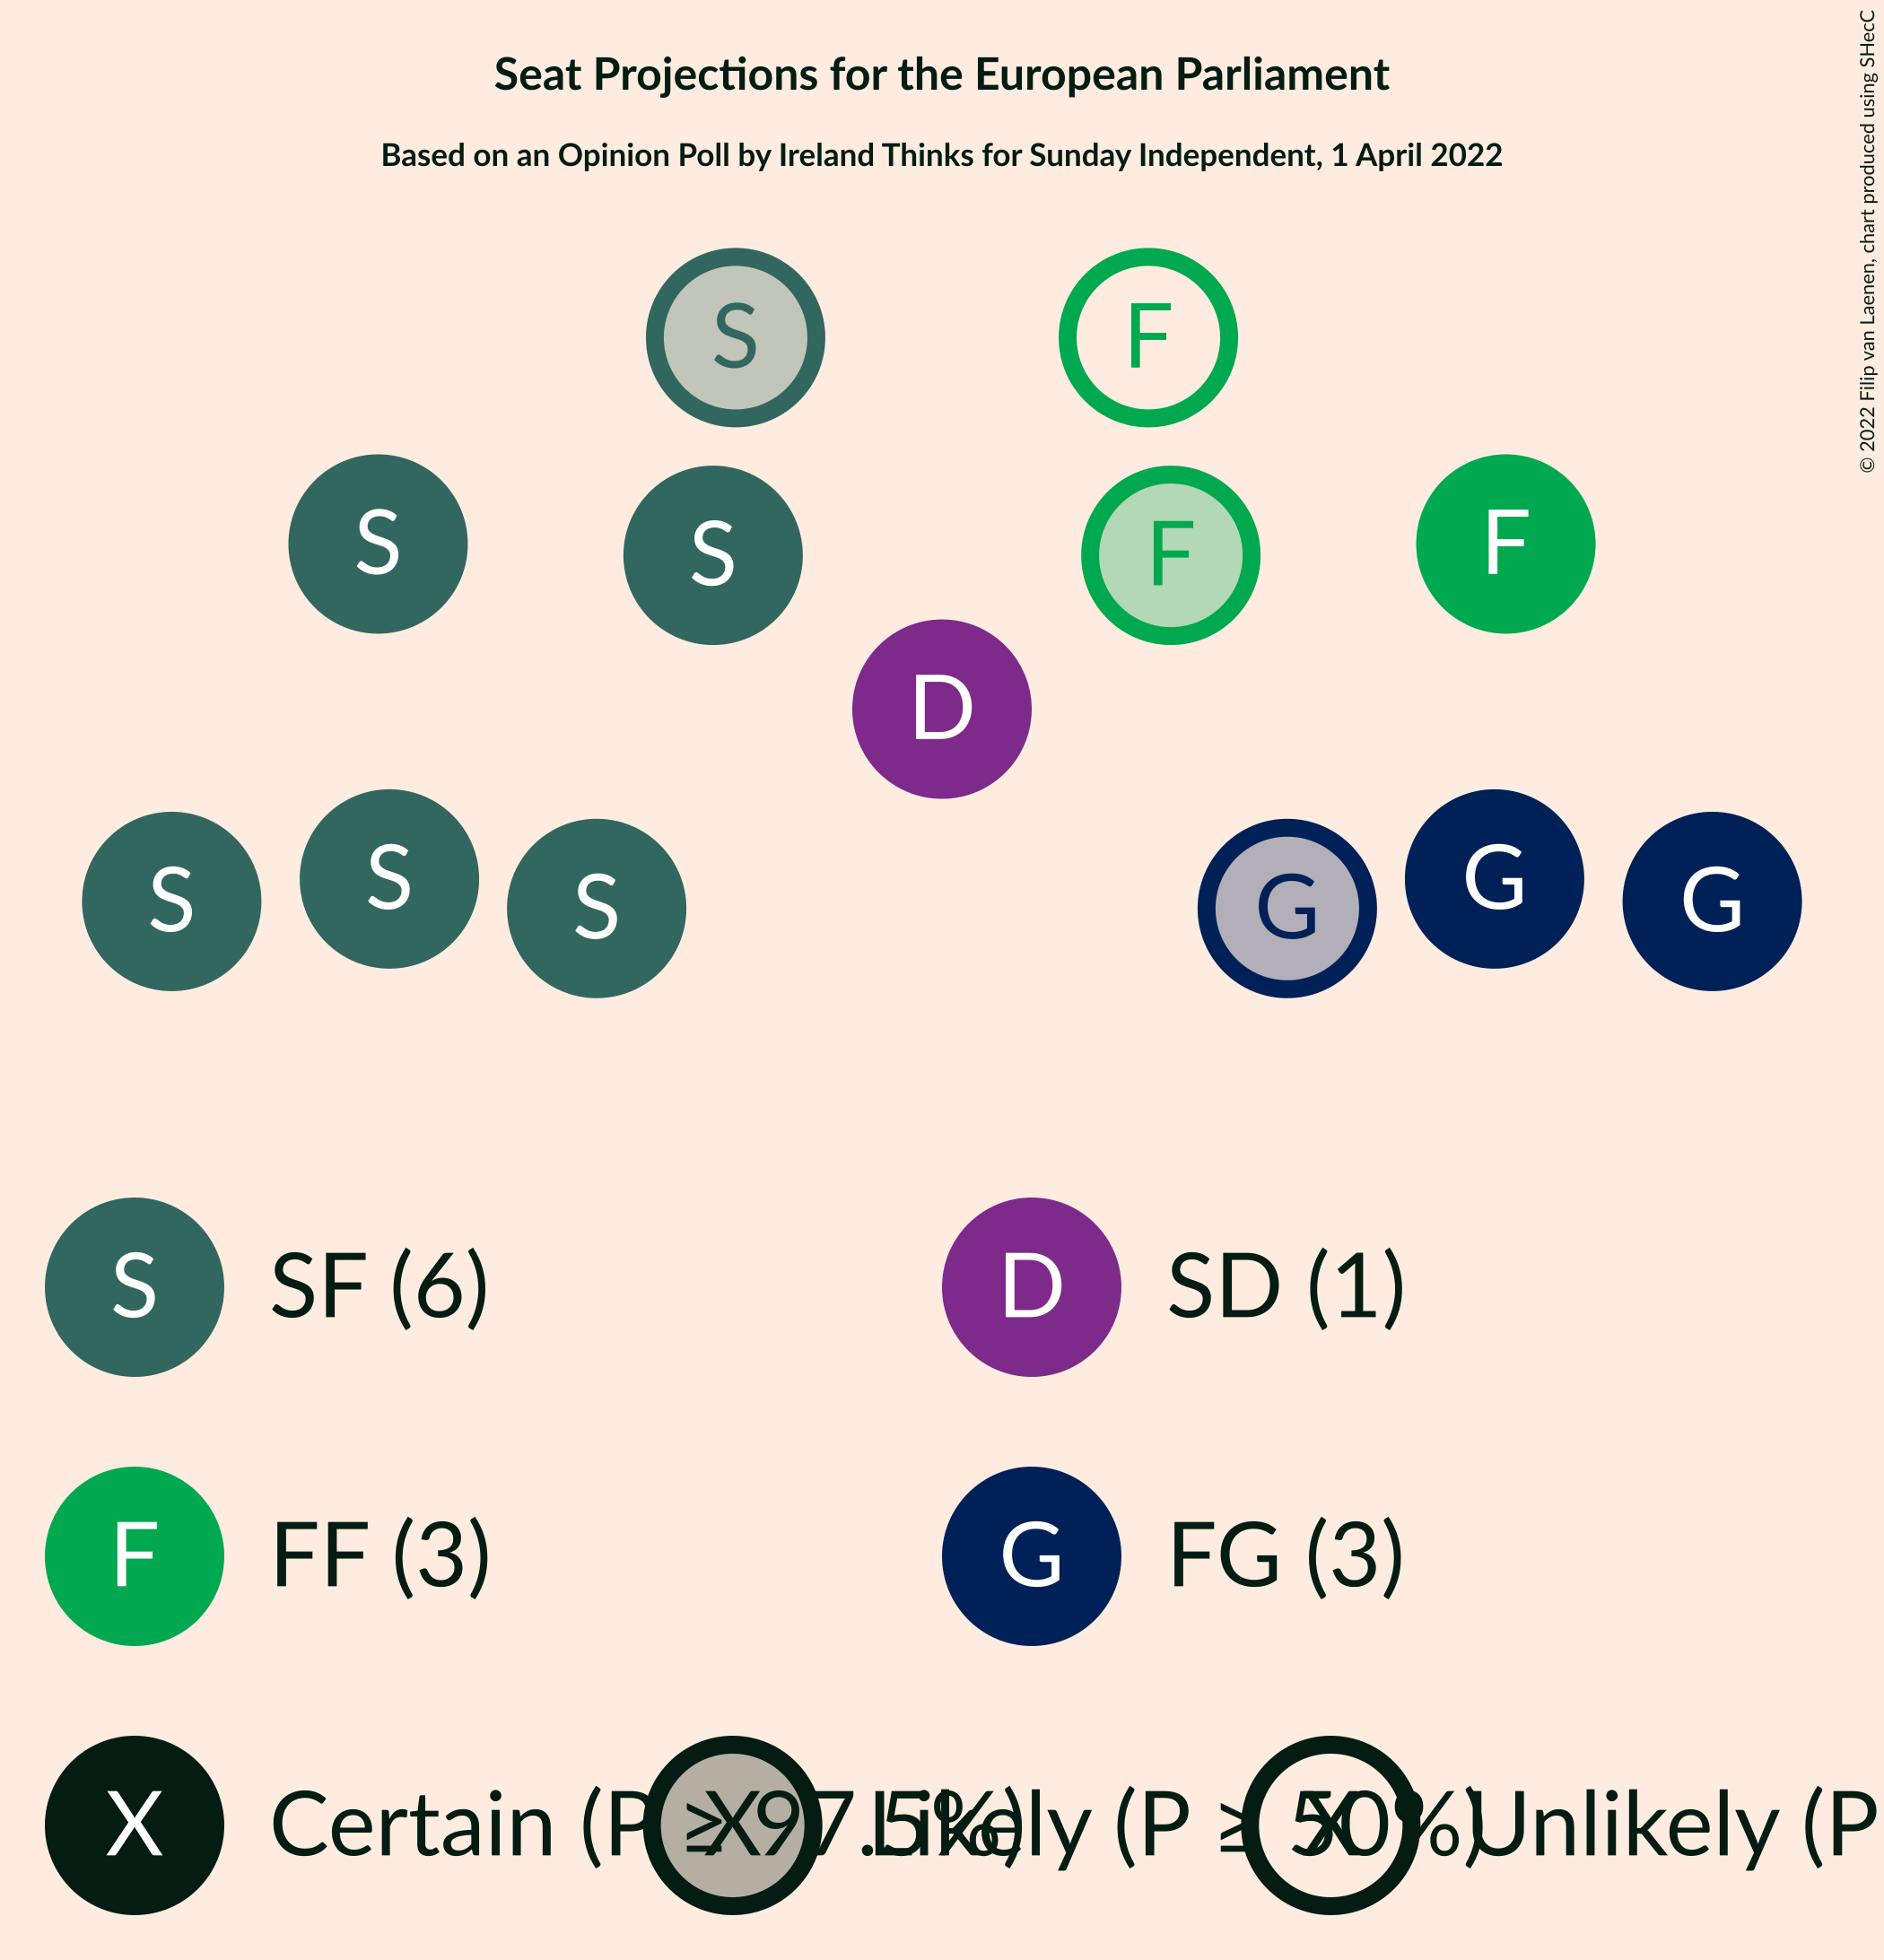 Seat Projections for the European Parliament
Based on an Opinion Poll by Ireland Thinks for Sunday Independent, 1 April 2022
© 2022 Filip van Laenen, chart produced using SHecC
S F
S S F F
D
S S S G G G
S SF (6) D SD (1)
F FF (3) G FG (3)
X Certain (P ≥ 97.5%) X Likely (P ≥ 50%) X Unlikely (P